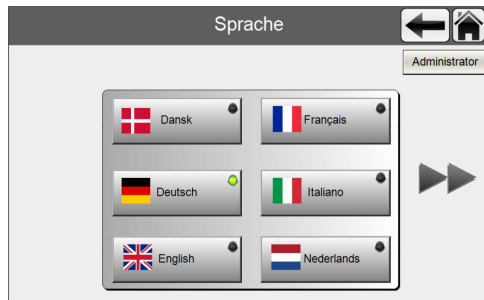 Sprache
Administrator
Dansk
Français
Deutsch
Italiano
English
Nederlands